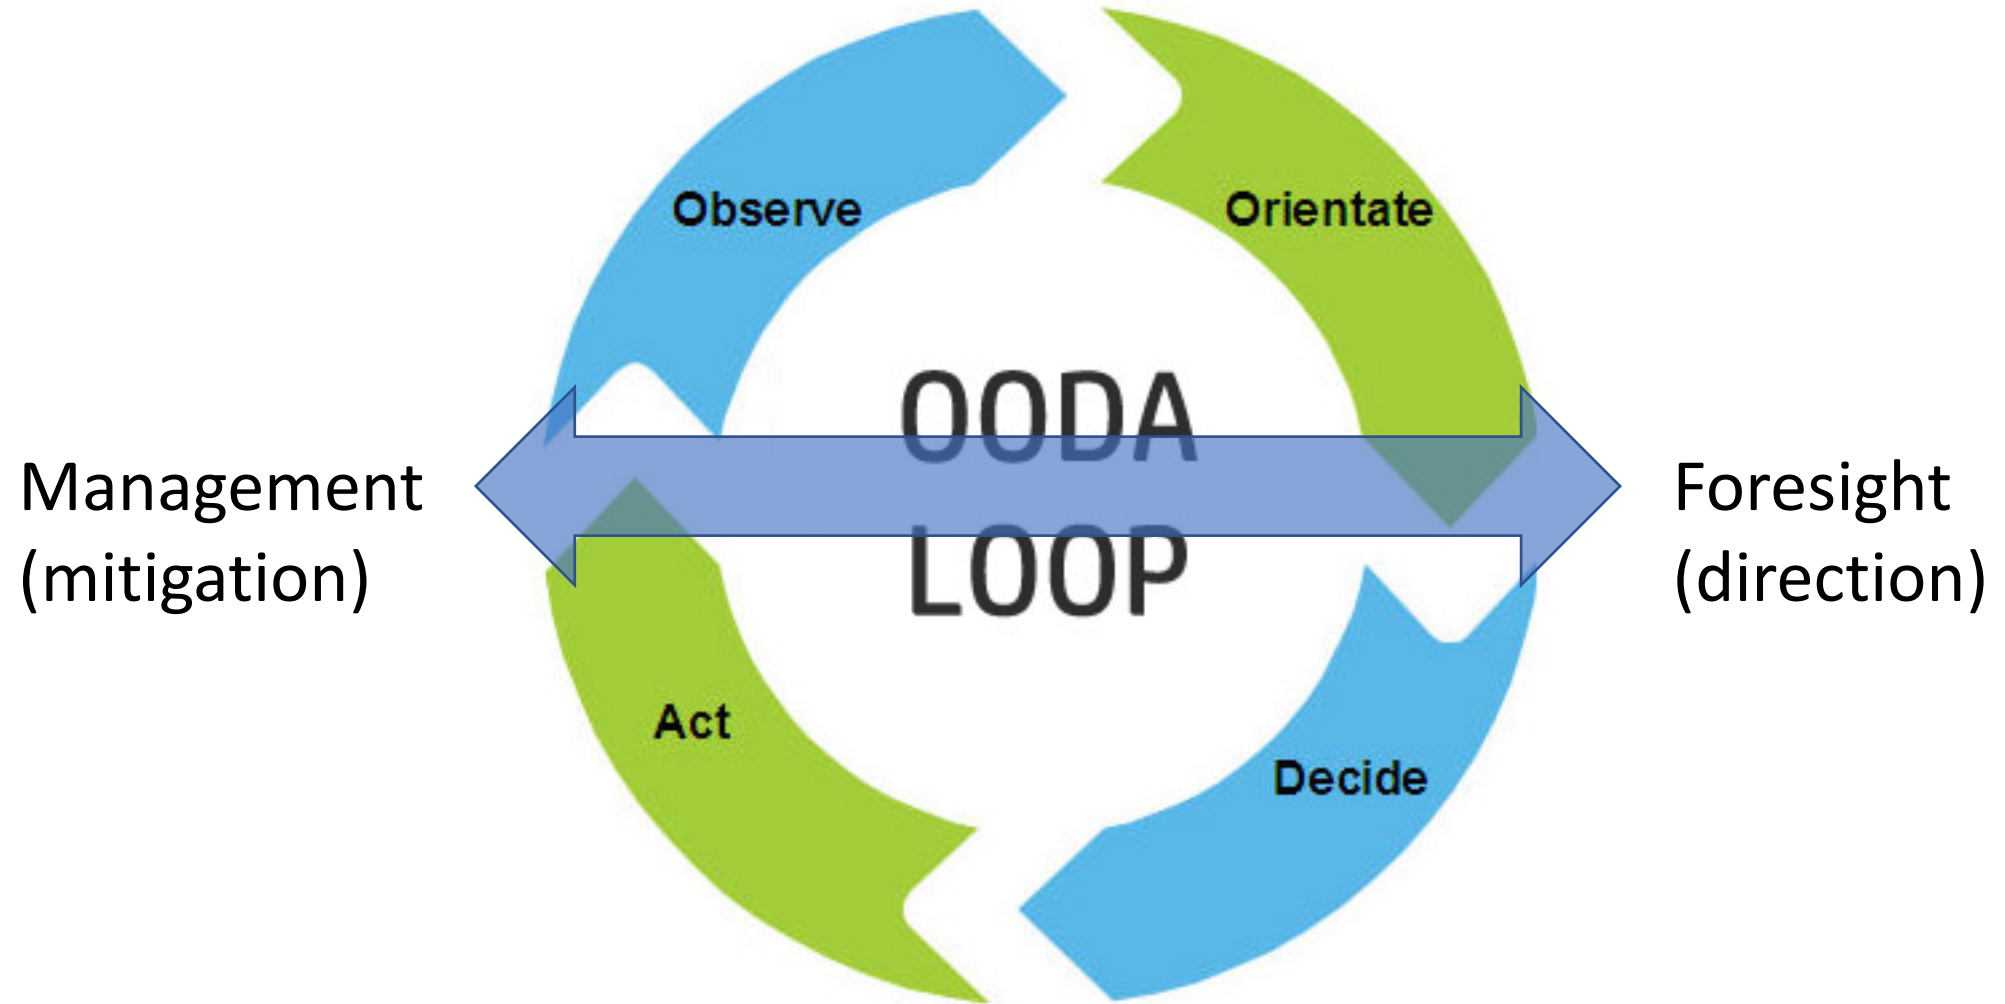 Observe
Orientate
OODA
LOOP
Management
(mitigation)
Foresight
(direction)
Act
Decide